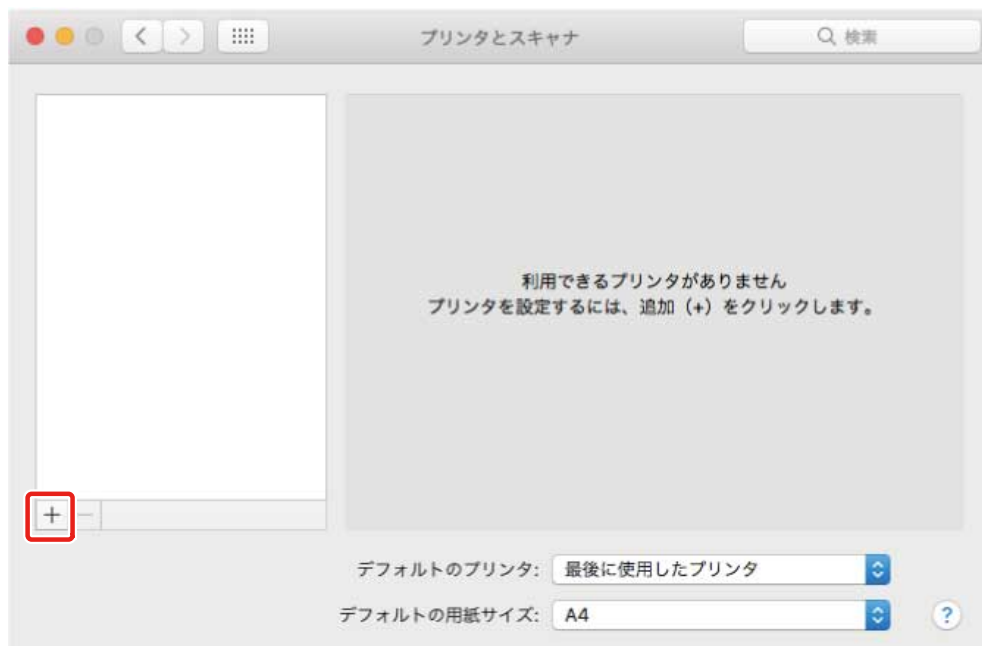 プリンタとスキャナ
検索
利用できるプリンタがありません
プリンタを設定するには、追加（+）をクリックします。
+ −
デフォルトのプリンタ: 最後に使用したプリンタ
デフォルトの用紙サイズ: A4
?